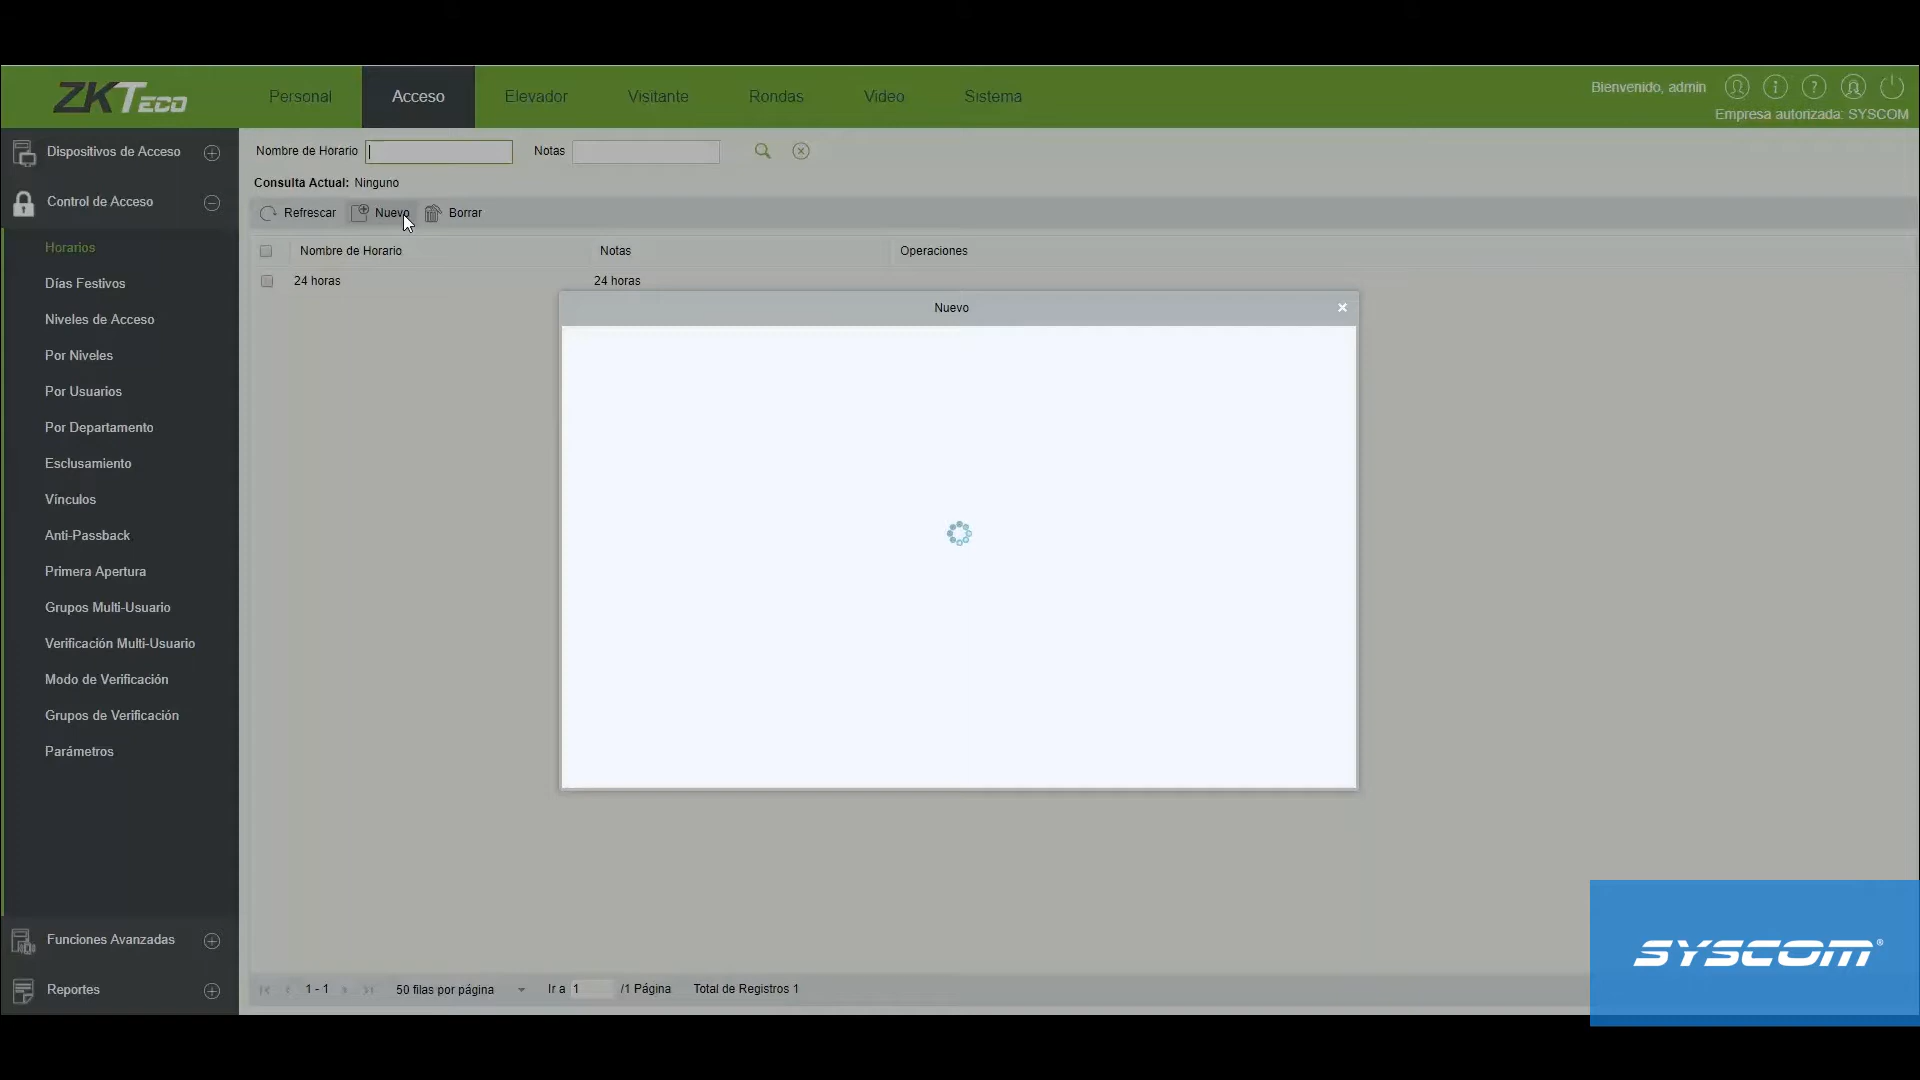 ZKTeco
Personal
Acceso
Elevador
Visitante
Rondas
Video
Sistema
Bienvenido, admin
Empresa autorizada: SYSCOM
Dispositivos de Acceso
Control de Acceso
Horarios
Días Festivos
Niveles de Acceso
Por Niveles
Por Usuarios
Por Departamento
Esclusamiento
Vínculos
Anti-Passback
Primera Apertura
Grupos Multi-Usuario
Verificación Multi-Usuario
Modo de Verificación
Grupos de Verificación
Parámetros
Funciones Avanzadas
Reportes
Nombre de Horario
Notas
Consulta Actual: Ninguno
Refrescar
Nuevo
Borrar
Nombre de Horario Notas Operaciones
24 horas 24 horas
Nuevo
1 - 1 50 filas por página Ir a 1 /1 Página Total de Registros 1
SYSCOM®